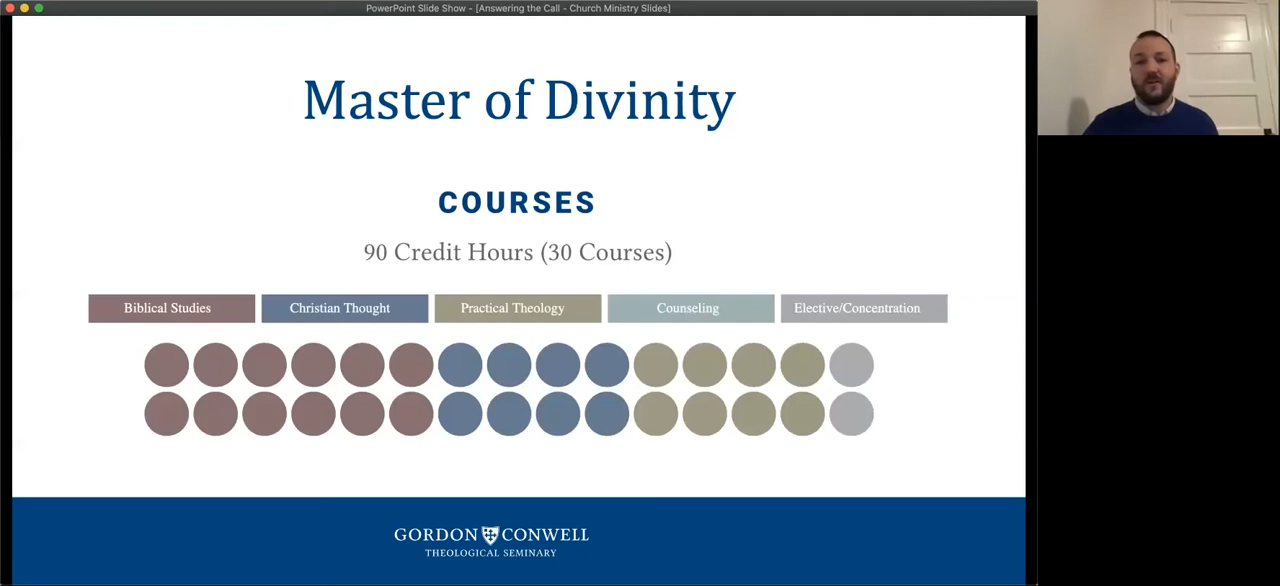 PowerPoint Slide Show - [Answering the Call - Church Ministry Slides]
Master of Divinity
COURSES
90 Credit Hours (30 Courses)
Biblical Studies Christian Thought Practical Theology Counseling Elective/Concentration
GORDON CONWELL
THEOLOGICAL SEMINARY